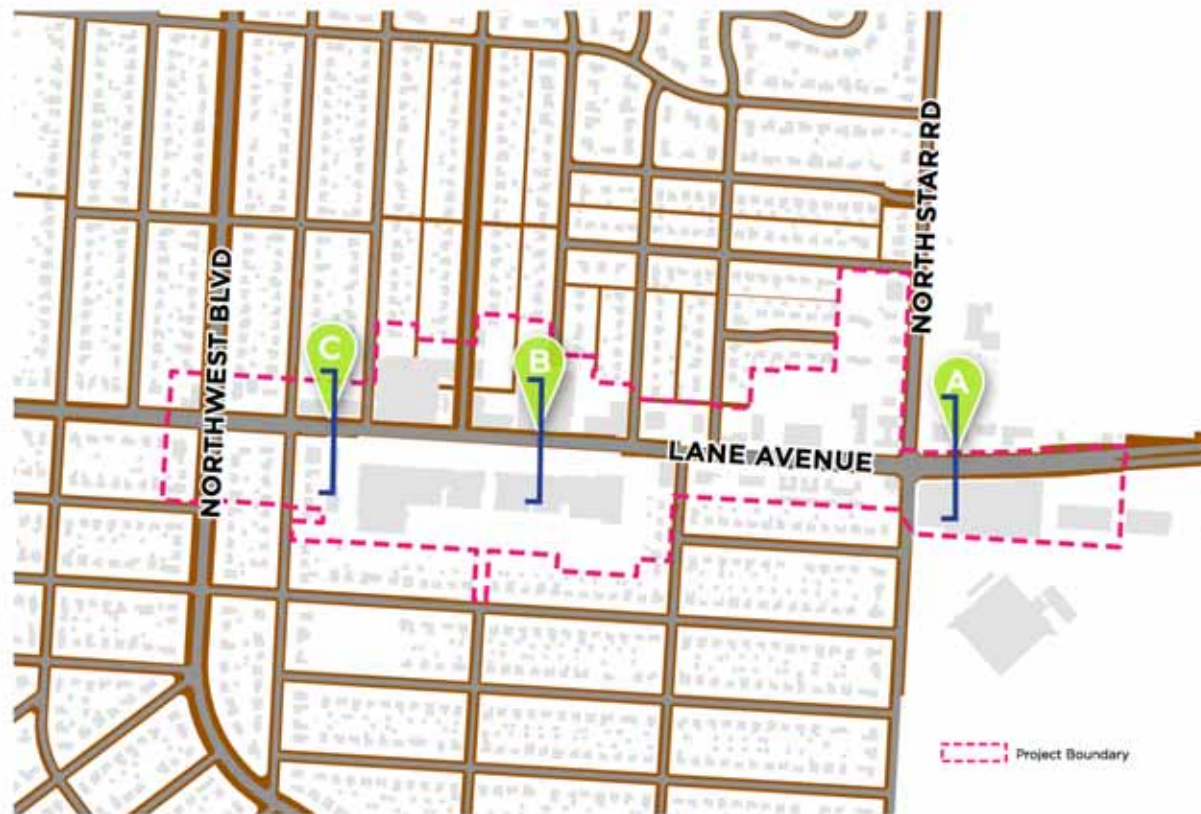 NORTH STAR RD
NORTHWEST BLVD
C
B
A
LANE AVENUE
Project Boundary